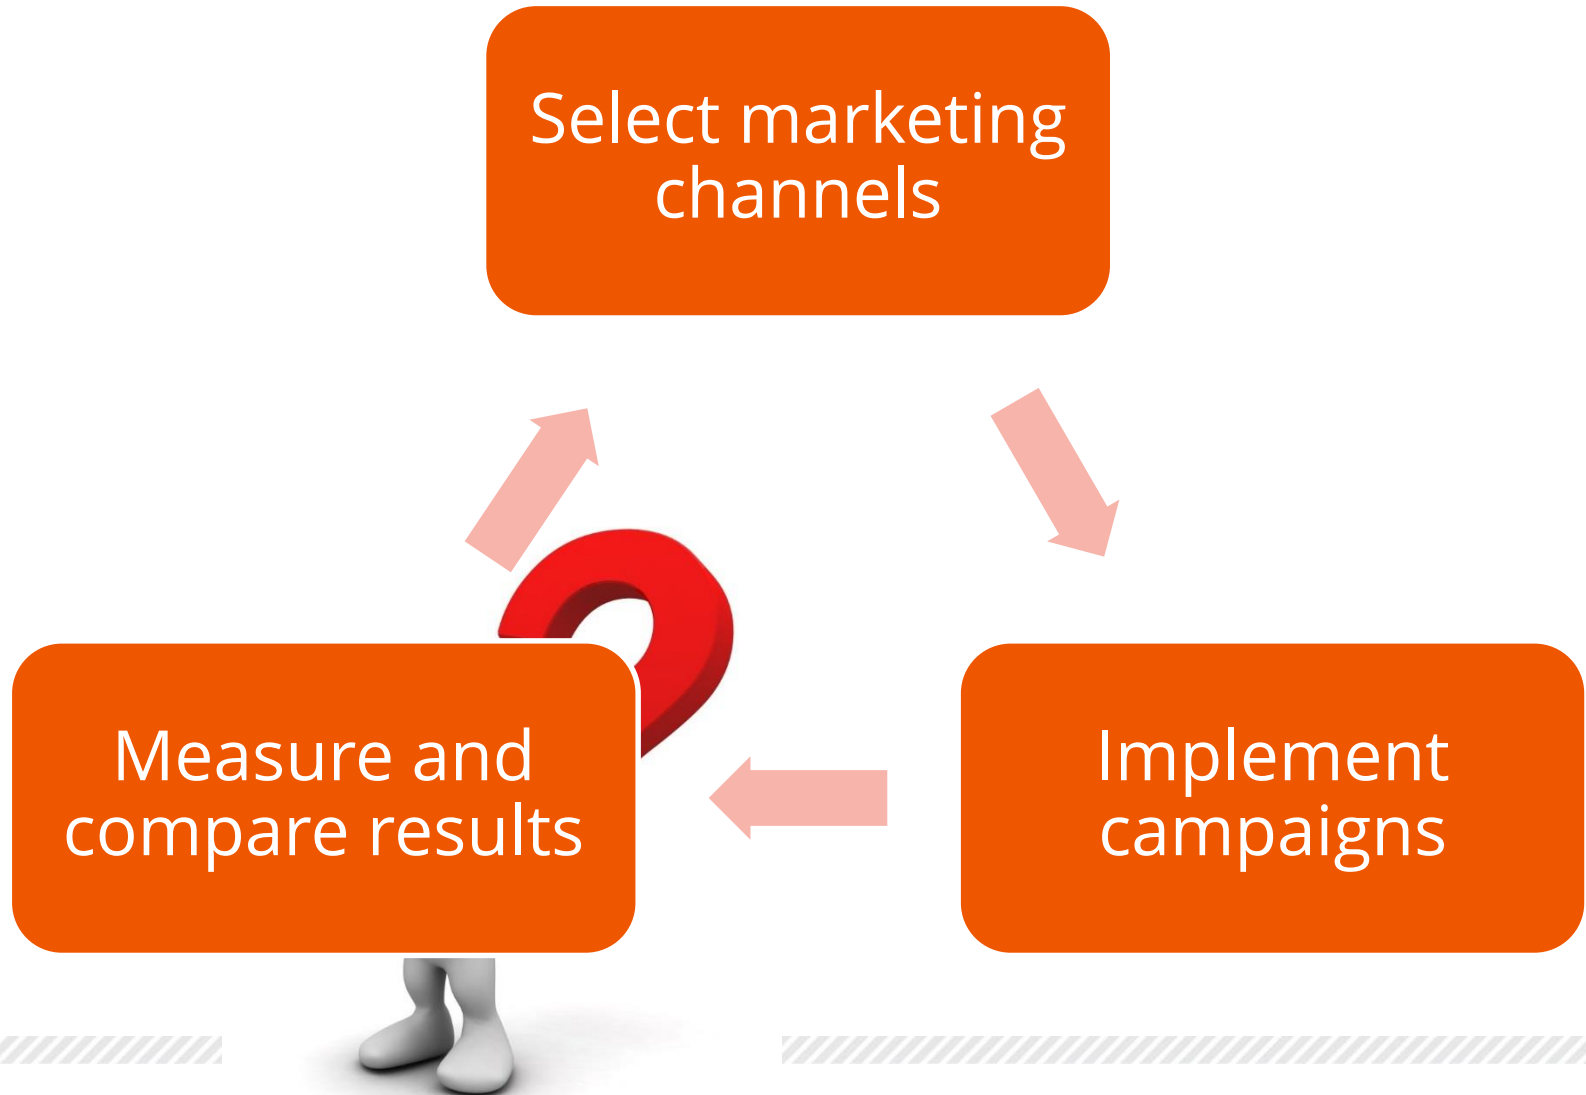 Select marketing
channels
Implement
campaigns
Measure and
compare results